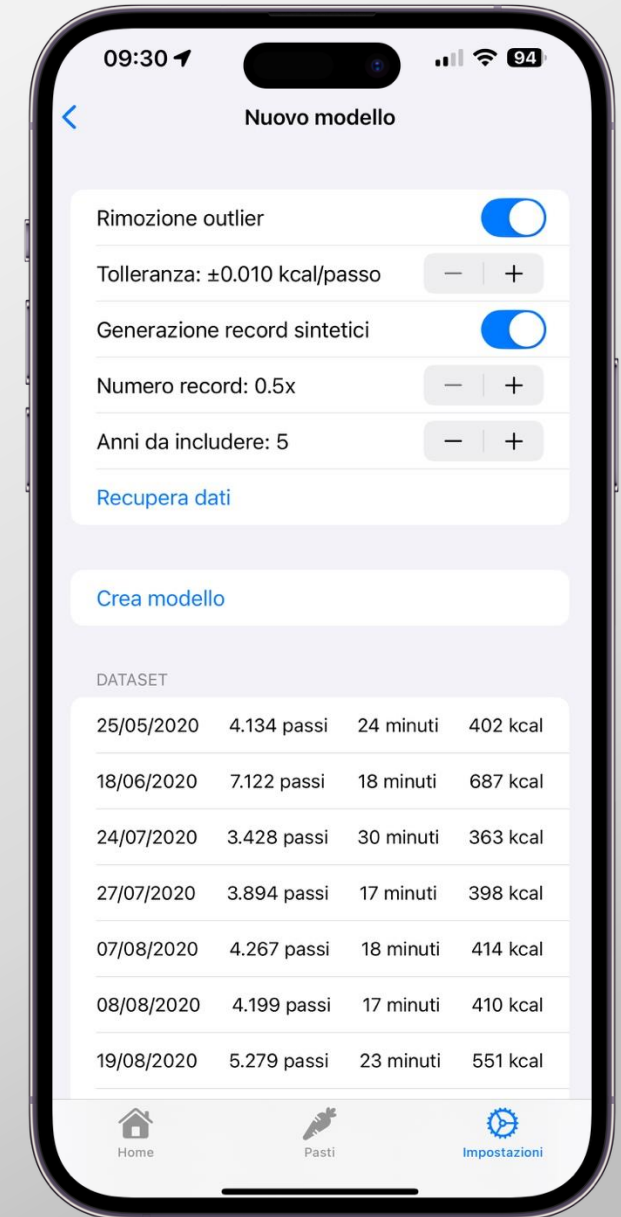 09:30
94
Nuovo modello
Rimozione outlier
Tolleranza: ±0.010 kcal/passo
Generazione record sintetici
Numero record: 0.5x
Anni da includere: 5
Recupera dati
Crea modello
DATASET
25/05/2020 4.134 passi 24 minuti 402 kcal
18/06/2020 7.122 passi 18 minuti 687 kcal
24/07/2020 3.428 passi 30 minuti 363 kcal
27/07/2020 3.894 passi 17 minuti 398 kcal
07/08/2020 4.267 passi 18 minuti 414 kcal
08/08/2020 4.199 passi 17 minuti 410 kcal
19/08/2020 5.279 passi 23 minuti 551 kcal
Home Pasti Impostazioni